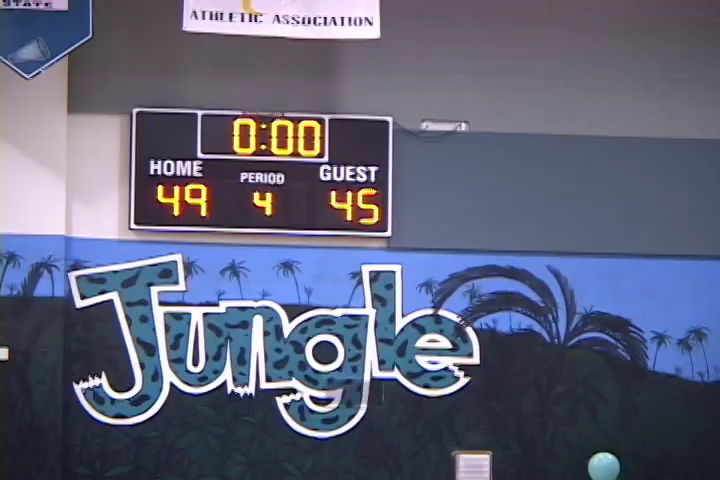 STATE
ATHLETIC ASSOCIATION
0:00
HOME PERIOD GUEST
49 4 45
Jungle